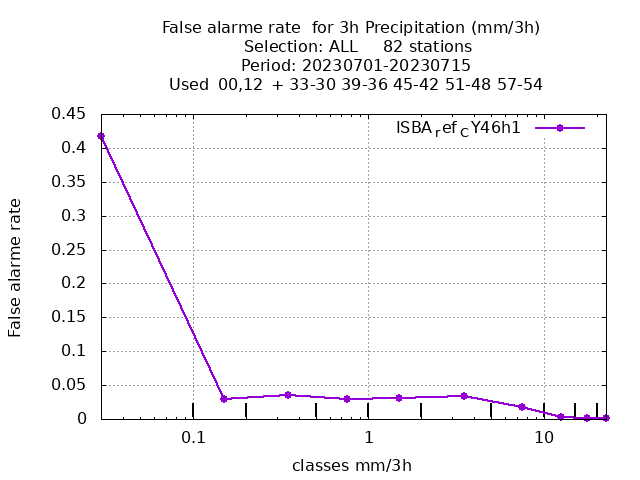 False alarme rate  for 3h Precipitation (mm/3h)
Selection: ALL     82 stations
Period: 20230701-20230715
Used  00,12  + 33-30 39-36 45-42 51-48 57-54
ISBA_ref_CY46h1
0.45
0.4
0.35
0.3
0.25
0.2
0.15
0.1
0.05
0
False alarme rate
0.1 1 10
classes mm/3h